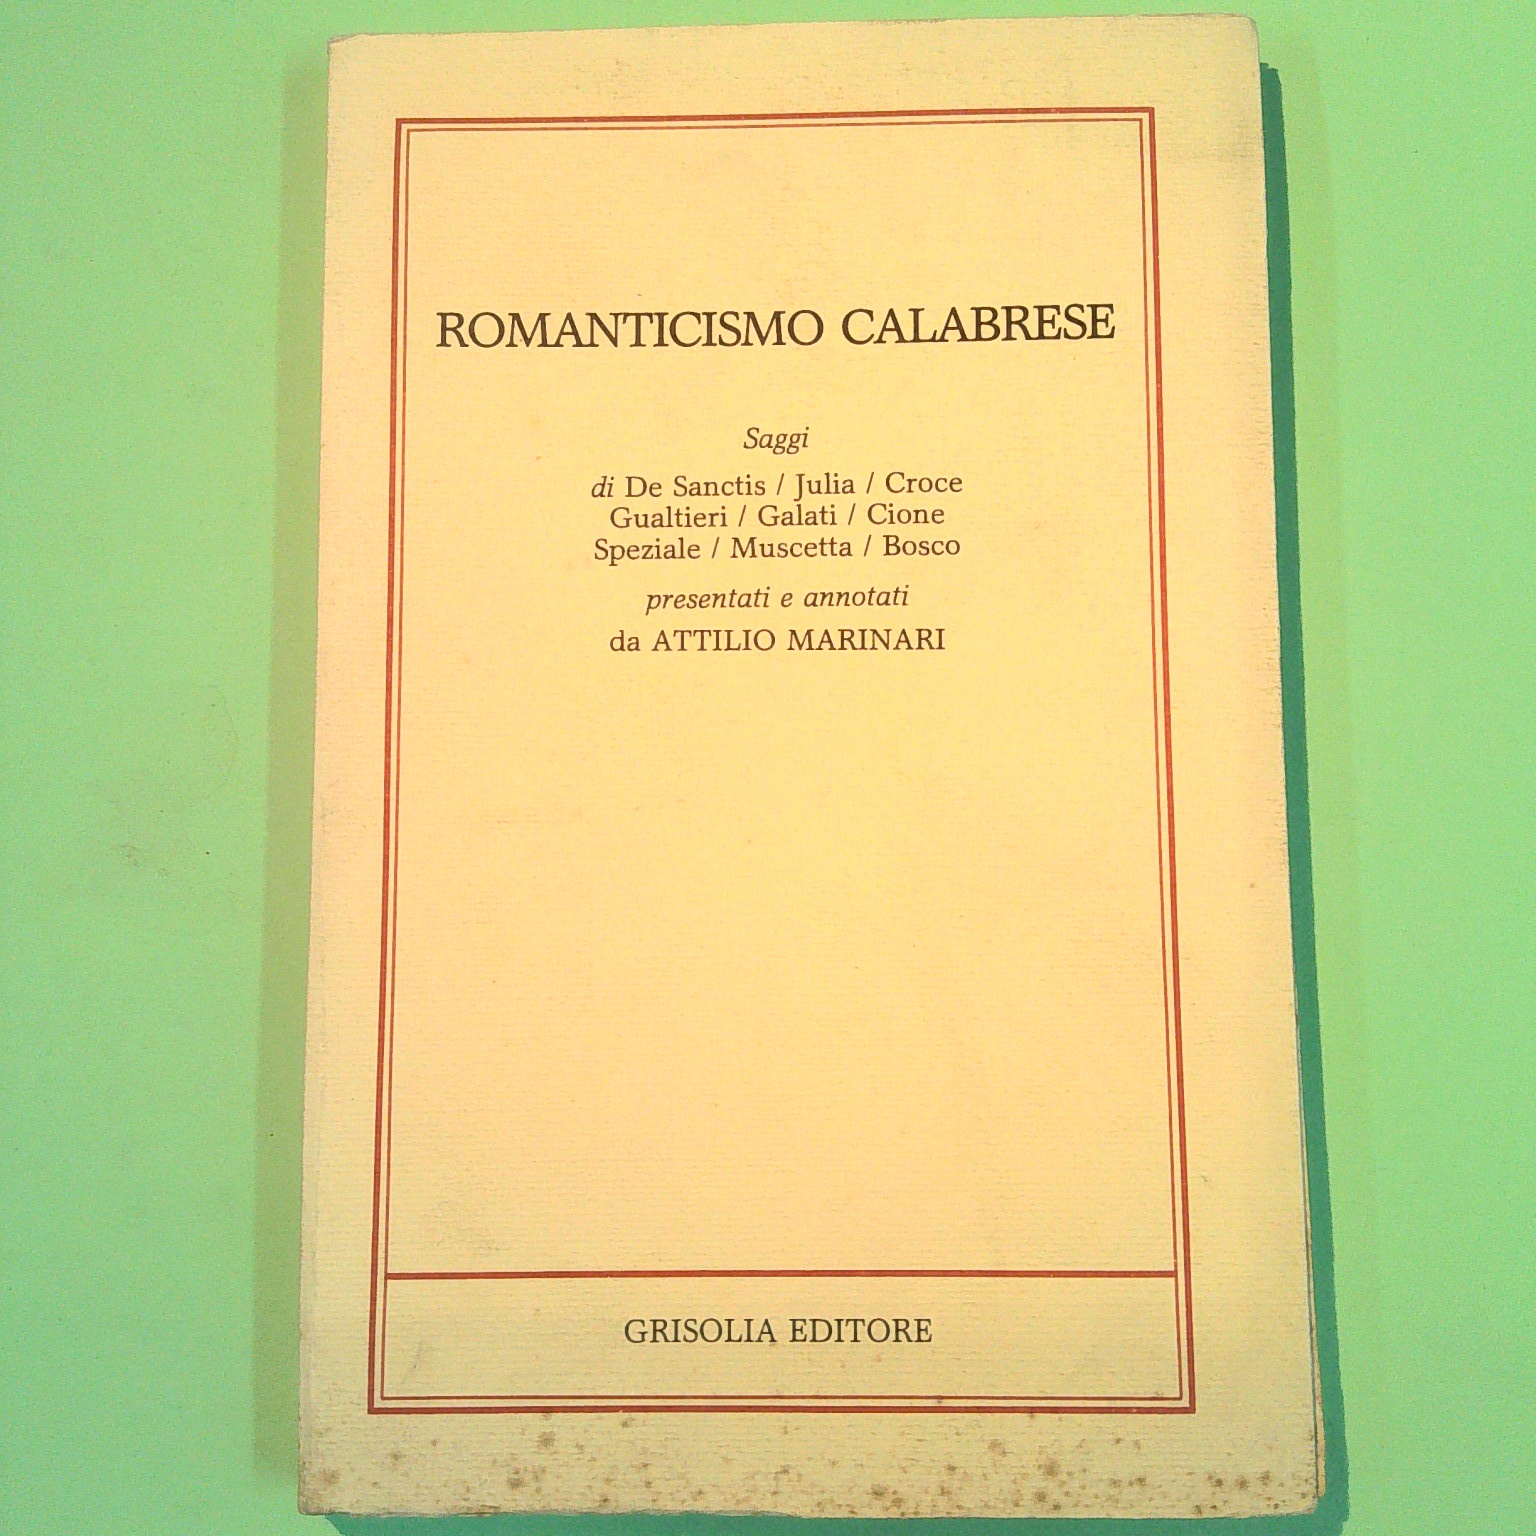 ROMANTICISMO CALABRESE
Saggi
di De Sanctis / Julia / Croce
Gualtieri / Galati / Cione
Speziale / Muscetta / Bosco
presentati e annotati
da ATTILIO MARINARI
GRISOLIA EDITORE